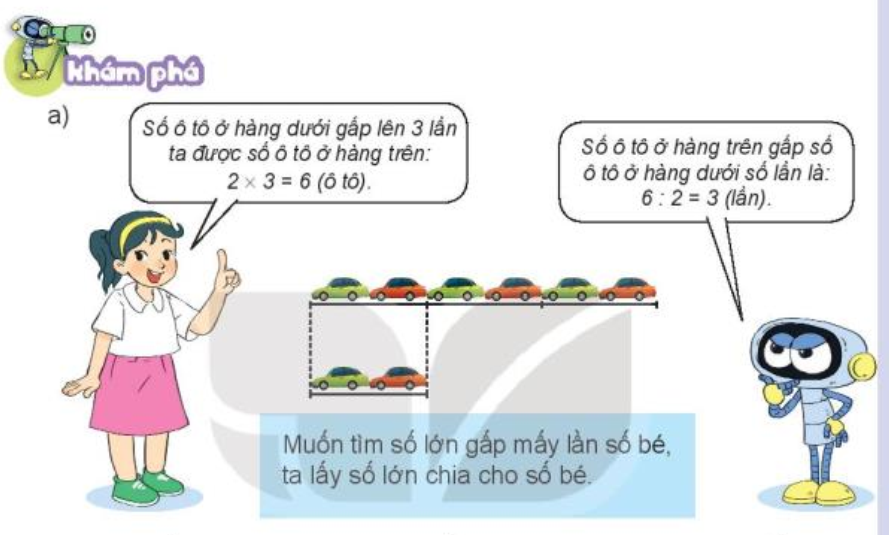 khám phá
a)
Số ô tô ở hàng dưới gấp lên 3 lần
ta được số ô tô ở hàng trên:
2 × 3 = 6 (ô tô).
Số ô tô ở hàng trên gấp số
ô tô ở hàng dưới số lần là:
6 : 2 = 3 (lần).
Muốn tìm số lớn gấp mấy lần số bé,
ta lấy số lớn chia cho số bé.